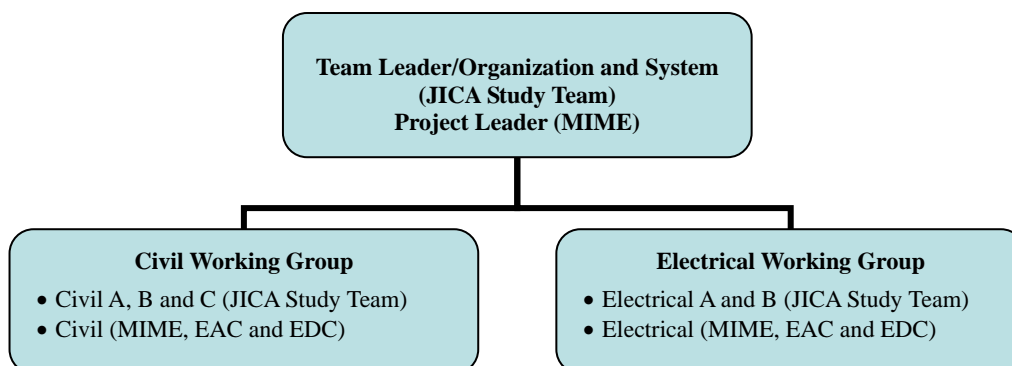 Team Leader/Organization and System
(JICA Study Team)
Project Leader (MIME)
Civil Working Group
• Civil A, B and C (JICA Study Team)
• Civil (MIME, EAC and EDC)
Electrical Working Group
• Electrical A and B (JICA Study Team)
• Electrical (MIME, EAC and EDC)